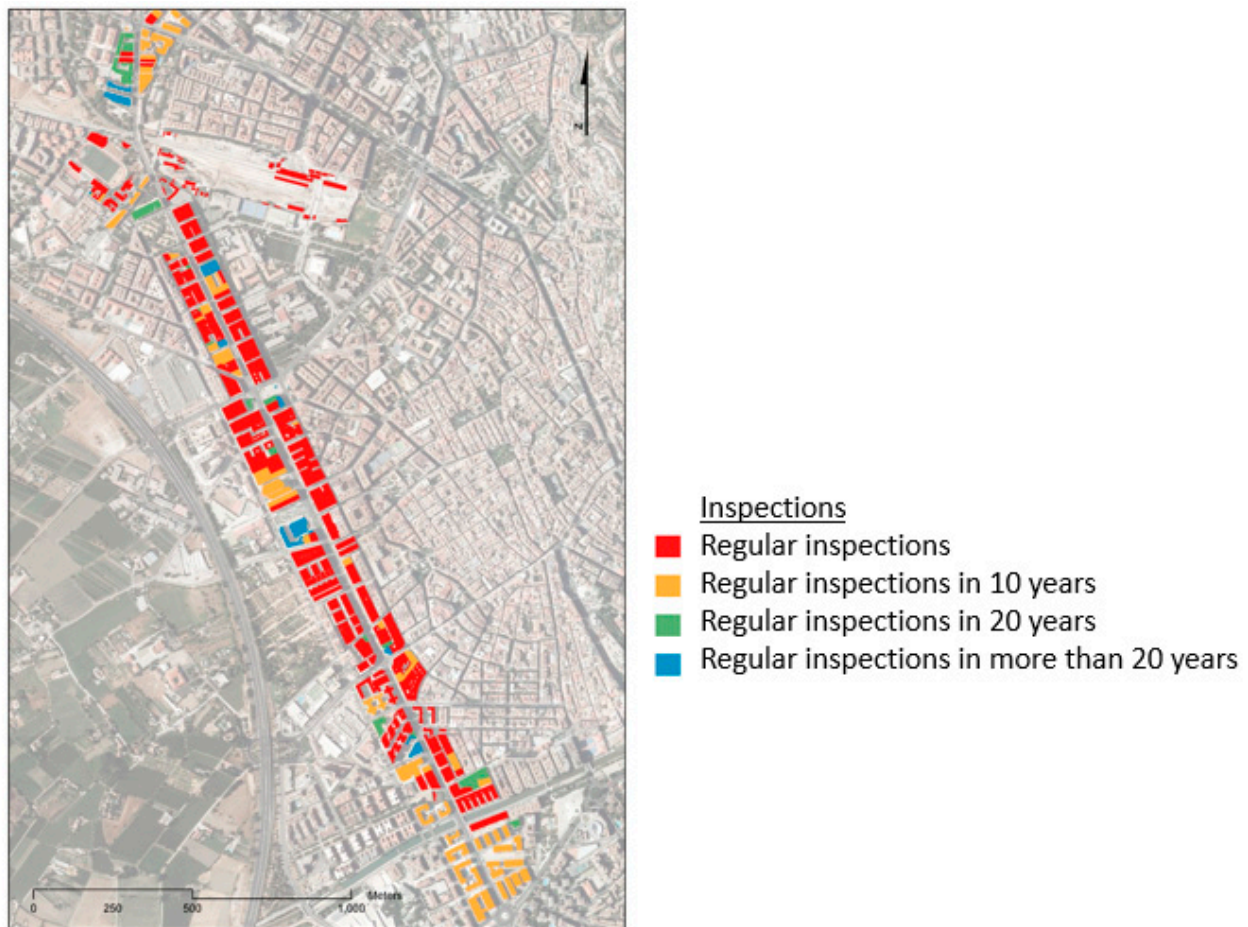 N
Inspections
Regular inspections
Regular inspections in 10 years
Regular inspections in 20 years
Regular inspections in more than 20 years
Meters
0 250 500 1,000